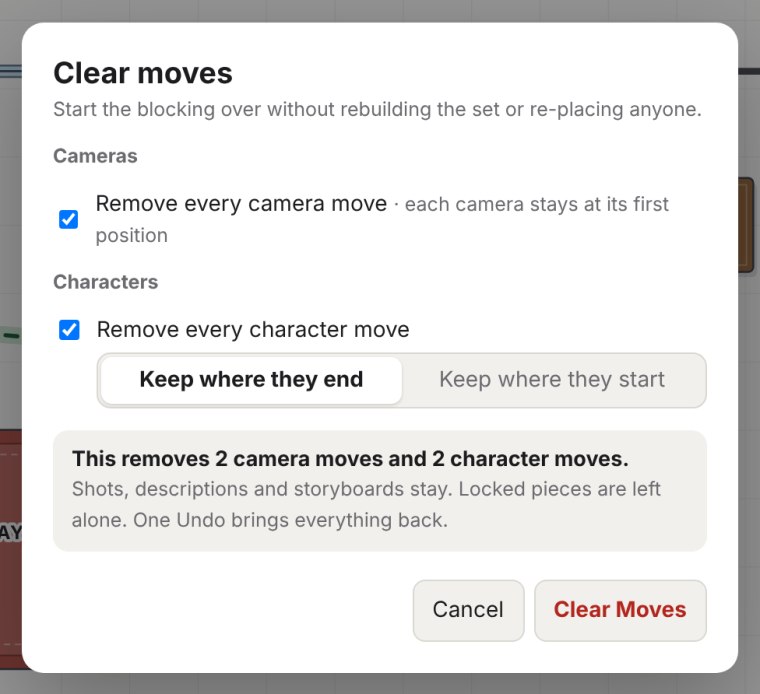 Clear moves
Start the blocking over without rebuilding the set or re-placing anyone.
Cameras
Remove every camera move · each camera stays at its first
position
Characters
Remove every character move
Keep where they end Keep where they start
This removes 2 camera moves and 2 character moves.
Shots, descriptions and storyboards stay. Locked pieces are left
alone. One Undo brings everything back.
Cancel Clear Moves